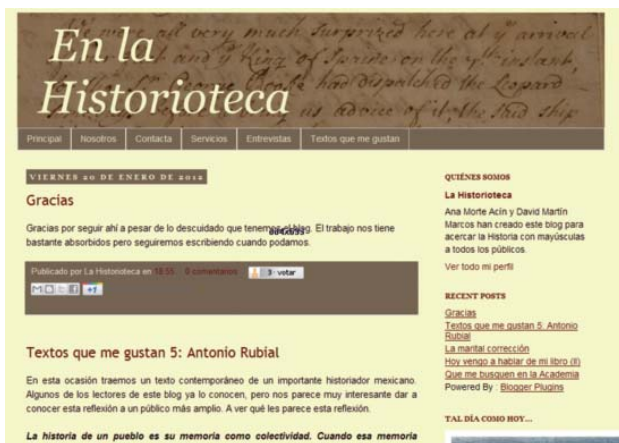 En la
Historioteca
Principal Nosotros Contacta Servicios Entrevistas Textos que me gustan
VIERNES 20 DE ENERO DE 2012
Gracias
Gracias por seguir ahí a pesar de lo descuidado que tenemos el blog. El trabajo nos tiene
bastante absorbidos pero seguiremos escribiendo cuando podamos.
Publicado por La Historioteca en 18:55 0 comentarios 3 votar
+1
Textos que me gustan 5: Antonio Rubial
En esta ocasión traemos un texto contemporáneo de un importante historiador mexicano.
Algunos de los lectores de este blog ya lo conocen, pero nos parece muy interesante dar a
conocer esta reflexión a un público más amplio. A ver qué les parece esta reflexión.
La historia de un pueblo es su memoria como colectividad. Cuando esa memoria
QUIÉNES SOMOS
La Historioteca
Ana Morte Acín y David Martín
Marcos han creado este blog para
acercar la Historia con mayúsculas
a todos los públicos.
Ver todo mi perfil
RECENT POSTS
Gracias
Textos que me gustan 5: Antonio
Rubial
La marital corrección
Hoy vengo a hablar de mi libro (II)
Que me busquen en la Academia
Powered By : Blogger Plugins
TAL DÍA COMO HOY...